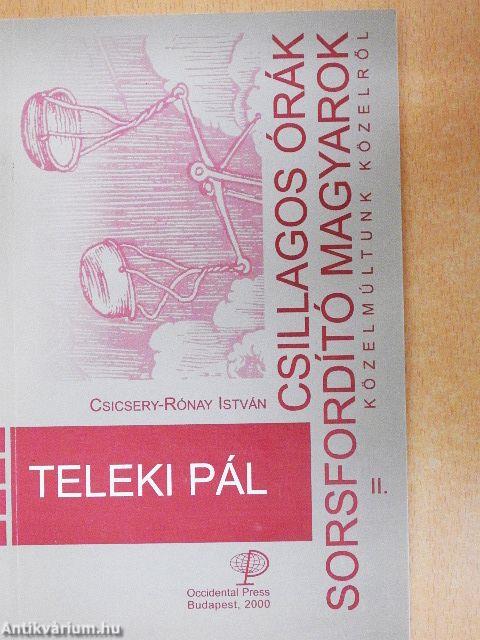 CSILLAGOS ÓRÁK
SORSFORDÍTÓ MAGYAROK
KÖZELMÚLTUNK KÖZELRŐL
II.
CSICSERY-RÓNAY ISTVÁN
TELEKI PÁL
Occidental Press
Budapest, 2000
Antikvárium.hu